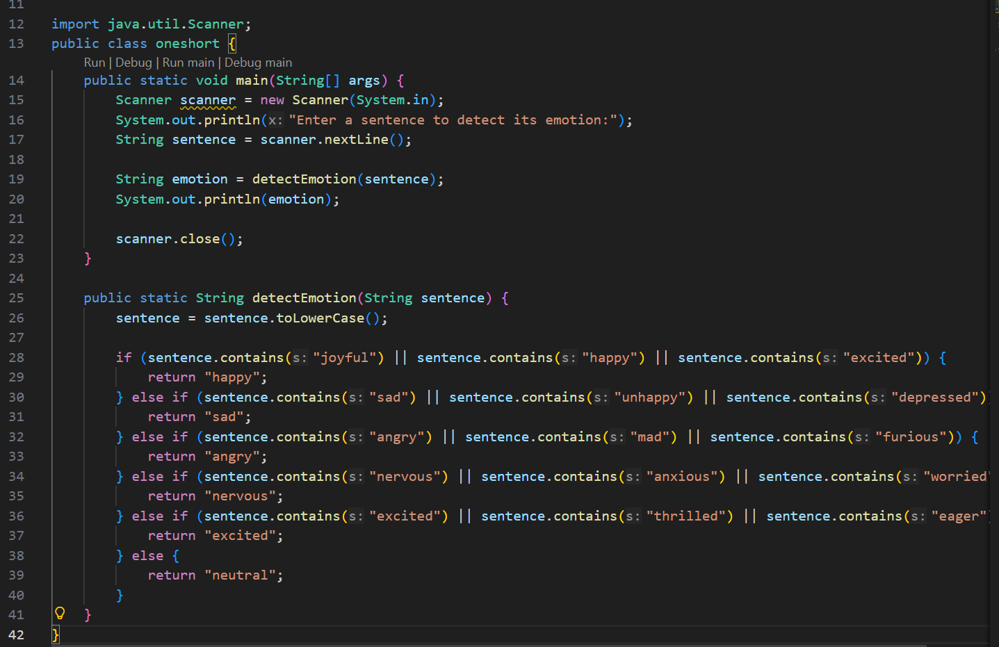 11
12 import java.util.Scanner;
13 public class oneshort {
Run | Debug | Run main | Debug main
14 public static void main(String[] args) {
15 Scanner scanner = new Scanner(System.in);
16 System.out.println(x: "Enter a sentence to detect its emotion:");
17 String sentence = scanner.nextLine();
18
19 String emotion = detectEmotion(sentence);
20 System.out.println(emotion);
21
22 scanner.close();
23 }
24
25 public static String detectEmotion(String sentence) {
26 sentence = sentence.toLowerCase();
27
28 if (sentence.contains(s: "joyful") || sentence.contains(s: "happy") || sentence.contains(s: "excited")) {
29 return "happy";
30 } else if (sentence.contains(s: "sad") || sentence.contains(s: "unhappy") || sentence.contains(s: "depressed")
31 return "sad";
32 } else if (sentence.contains(s: "angry") || sentence.contains(s: "mad") || sentence.contains(s: "furious")) {
33 return "angry";
34 } else if (sentence.contains(s: "nervous") || sentence.contains(s: "anxious") || sentence.contains(s: "worried
35 return "nervous";
36 } else if (sentence.contains(s: "excited") || sentence.contains(s: "thrilled") || sentence.contains(s: "eager"
37 return "excited";
38 } else {
39 return "neutral";
40 }
41 }
42 }